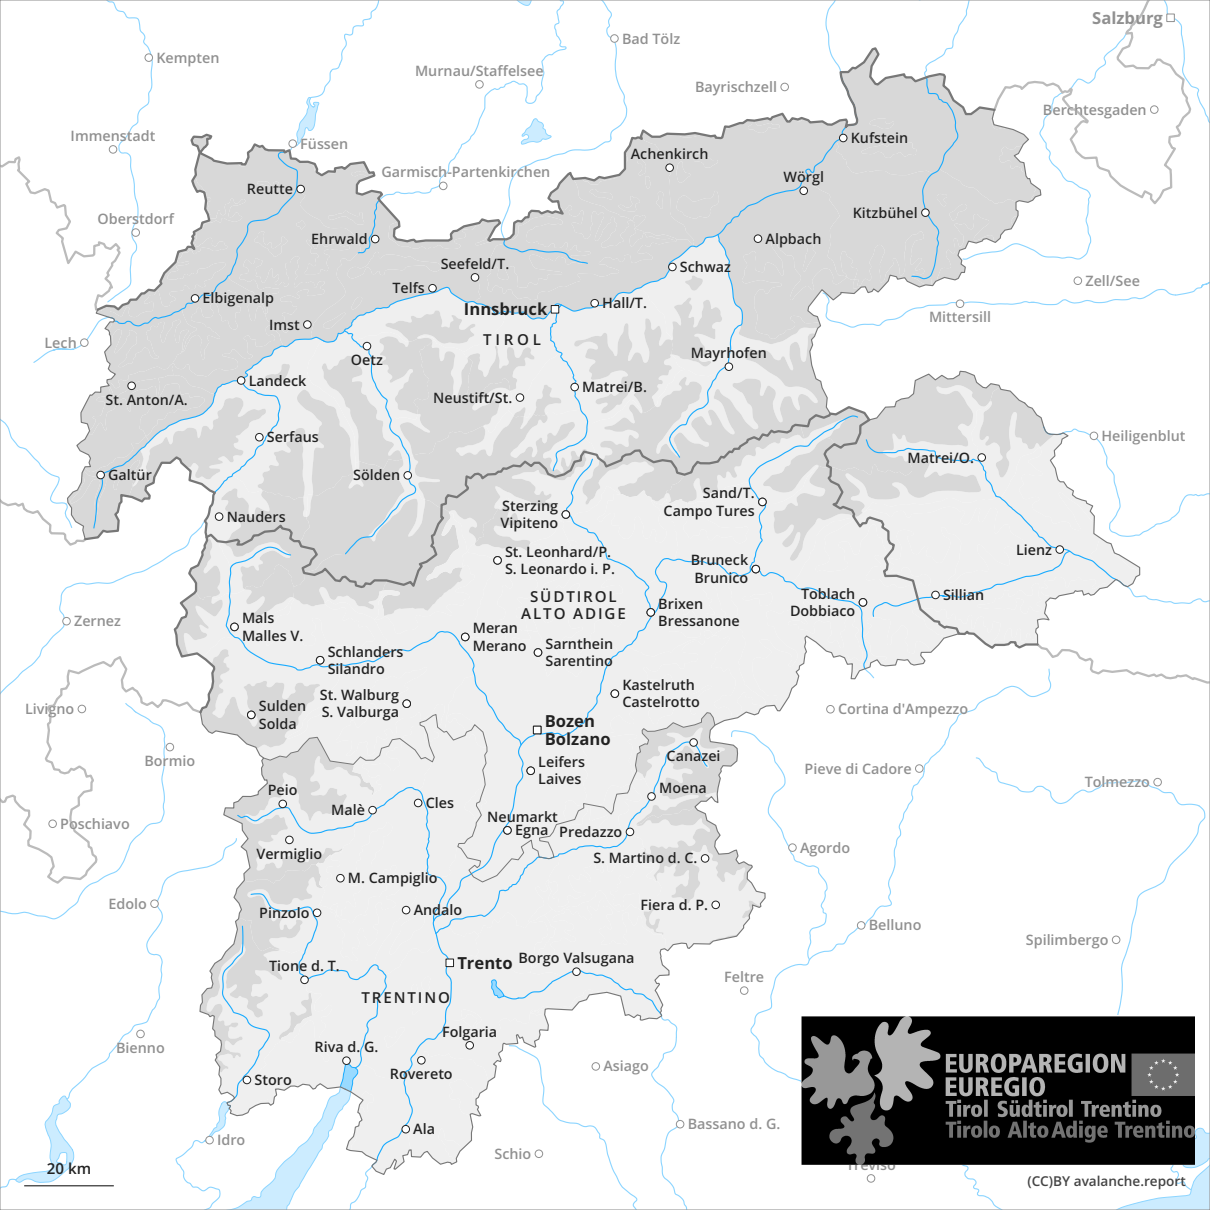 Salzburg
Bad Tölz
Kempten
Murnau/Staffelsee
Bayrischzell
Berchtesgaden
Immenstadt
Füssen
Kufstein
Achenkirch
Garmisch-Partenkirchen
Wörgl
Reutte
Oberstdorf
Kitzbühel
Ehrwald
Alpbach
Seefeld/T.
Schwaz
Zell/See
Telfs
Elbigenalp
Hall/T.
Innsbruck
Mittersill
Imst
TIROL
Lech
Oetz
Mayrhofen
Landeck
Matrei/B.
St. Anton/A.
Neustift/St.
Serfaus
Heiligenblut
Matrei/O.
Galtür
Sölden
Sand/T.
Campo Tures
Sterzing
Vipiteno
Nauders
Lienz
St. Leonhard/P.
S. Leonardo i. P.
Bruneck
Brunico
SÜDTIROL
ALTO ADIGE
Toblach
Dobbiaco
Sillian
Brixen
Bressanone
Zernez
Mals
Malles V.
Meran
Merano
Sarnthein
Sarentino
Schlanders
Silandro
Kastelruth
Castelrotto
St. Walburg
S. Valburga
Livigno
Sulden
Solda
Cortina d'Ampezzo
Bozen
Bolzano
Bormio
Canazei
Leifers
Laives
Pieve di Cadore
Tolmezzo
Peio
Moena
Malè
Cles
Neumarkt
Egna
Predazzo
Poschiavo
Vermiglio
Agordo
S. Martino d. C.
M. Campiglio
Edolo
Pinzolo
Andalo
Fiera d. P.
Belluno
Spilimbergo
Borgo Valsugana
Trento
Tione d. T.
Feltre
TRENTINO
Folgaria
Bienno
Riva d. G.
Asiago
Rovereto
Storo
EUROPAREGION
EUREGIO
Tirol Südtirol Trentino
Tirolo Alto Adige Trentino
Bassano d. G.
Ala
Idro
Schio
Treviso
20 km
(CC)BY avalanche.report